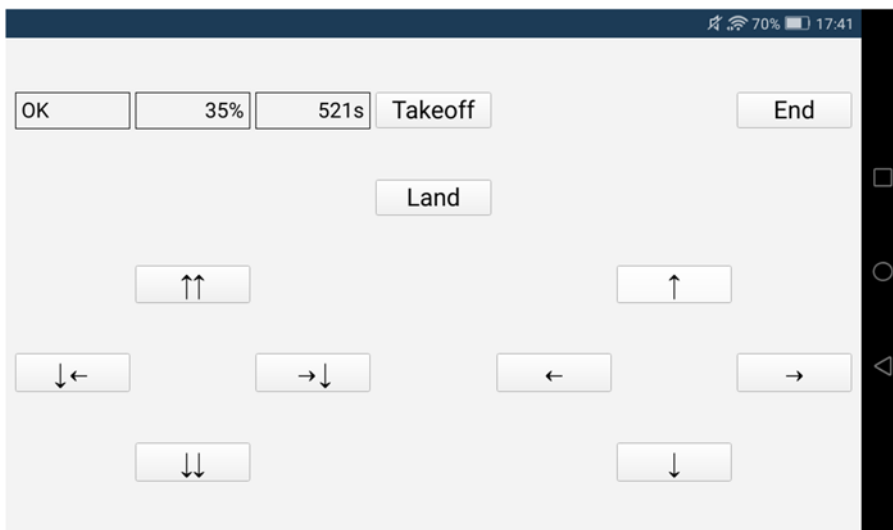 70% 17:41
OK 35% 521s Takeoff End
Land
↑↑ ↑
↓← →↓ ← →
↓↓ ↓